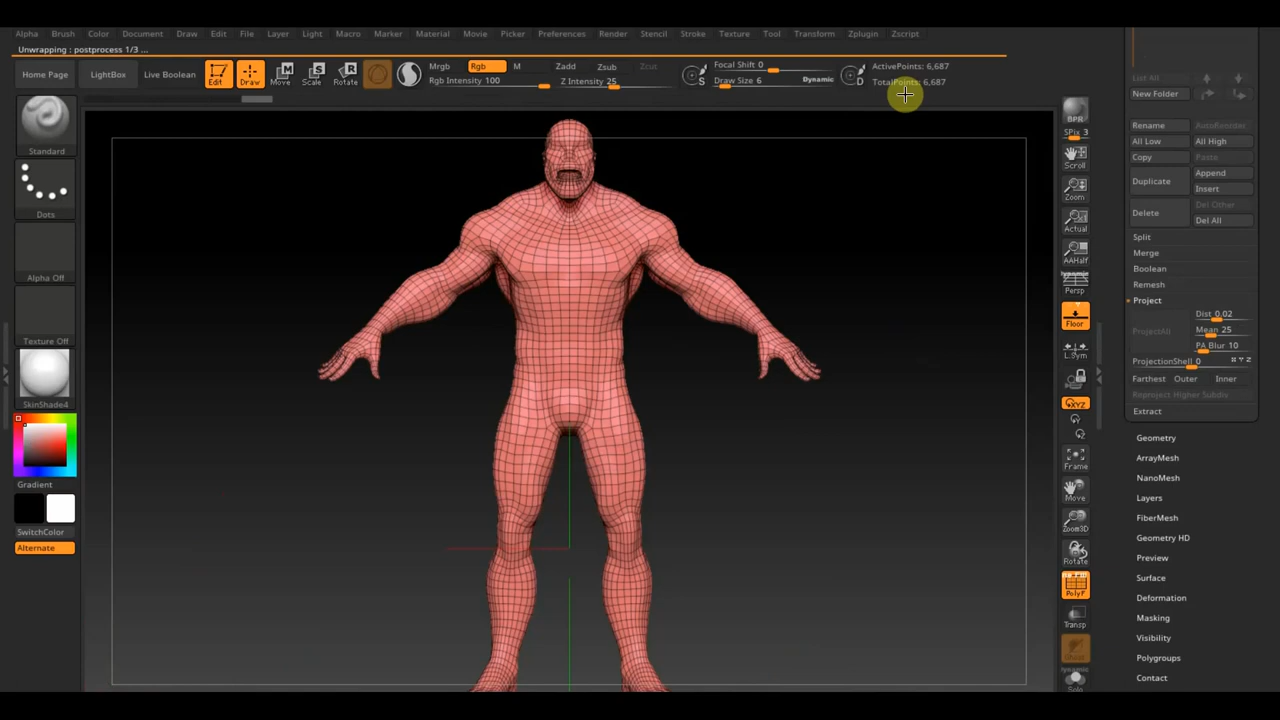 Alpha Brush Color Document Draw Edit File Layer Light Macro Marker Material Movie Picker Preferences Render Stencil Stroke Texture Tool Transform Zplugin Zscript
Unwrapping : postprocess 1/3 ...
Home Page LightBox Live Boolean Edit Draw Move Scale Rotate
Mrgb Rgb M Zadd Zsub Zcut
Rgb Intensity 100 Z Intensity 25
S Focal Shift 0
Draw Size 6 Dynamic
D ActivePoints: 6,687
TotalPoints: 6,687
Standard
Dots
Alpha Off
Texture Off
SkinShade4
Gradient
SwitchColor
Alternate
BPR
SPix 3
Scroll
Zoom
Actual
AAHalf
dynamic
Persp
Floor
L.Sym
XYZ
Y
Z
Frame
Move
Zoom3D
Rotate
PolyF
Transp
dynamic
Solo
List All
New Folder
Rename AutoReorder
All Low All High
Copy Paste
Duplicate Append
Insert
Delete Del Other
Del All
Split
Merge
Boolean
Remesh
Project
ProjectAll Dist 0.02
Mean 25
PA Blur 10
ProjectionShell 0
Farthest Outer Inner
Reproject Higher Subdiv
Extract
Geometry
ArrayMesh
NanoMesh
Layers
FiberMesh
Geometry HD
Preview
Surface
Deformation
Masking
Visibility
Polygroups
Contact